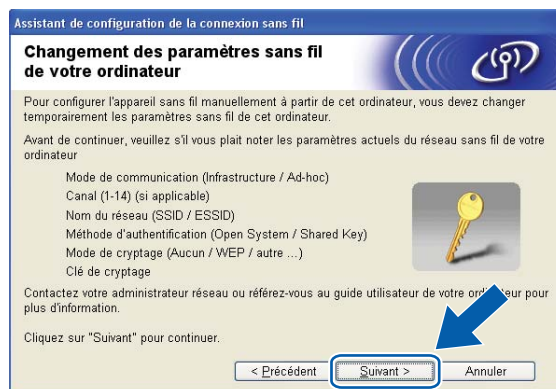 Assistant de configuration de la connexion sans fil
Changement des paramètres sans fil
de votre ordinateur
Pour configurer l'appareil sans fil manuellement à partir de cet ordinateur, vous devez changer
temporairement les paramètres sans fil de cet ordinateur.
Avant de continuer, veuillez s'il vous plait noter les paramètres actuels du réseau sans fil de votre
ordinateur
Mode de communication (Infrastructure / Ad-hoc)
Canal (1-14) (si applicable)
Nom du réseau (SSID / ESSID)
Méthode d'authentification (Open System / Shared Key)
Mode de cryptage (Aucun / WEP / autre ...)
Clé de cryptage
Contactez votre administrateur réseau ou référez-vous au guide utilisateur de votre ordinateur pour
plus d'information.
Cliquez sur "Suivant" pour continuer.
< Précédent Suivant > Annuler